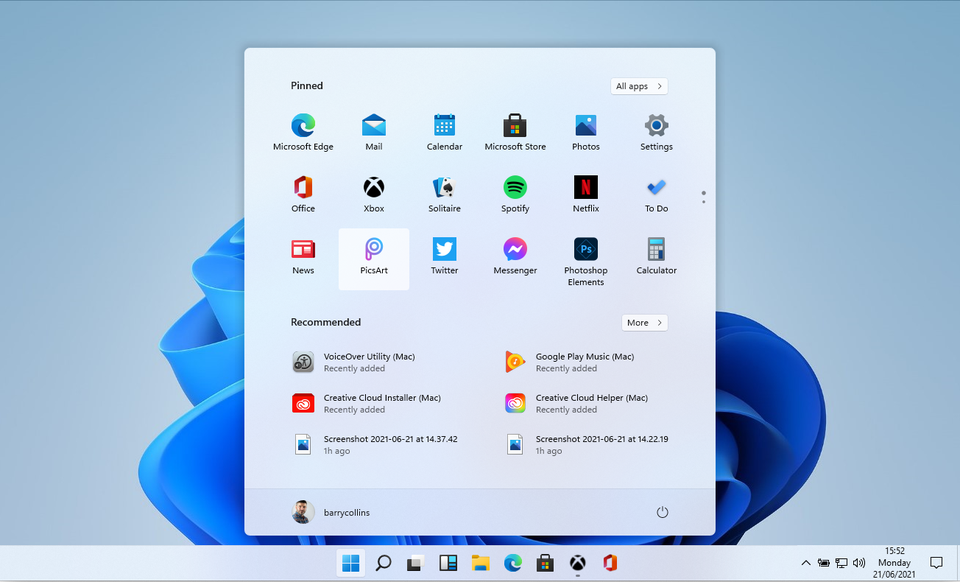 Pinned
All apps
Microsoft Edge
Mail
Calendar
Microsoft Store
Photos
Settings
Office
Xbox
Solitaire
Spotify
Netflix
To Do
News
PicsArt
Twitter
Messenger
Ps
Photoshop
Elements
Calculator
Recommended
More
VoiceOver Utility (Mac)
Recently added
Google Play Music (Mac)
Recently added
Creative Cloud Installer (Mac)
Recently added
Creative Cloud Helper (Mac)
Recently added
Screenshot 2021-06-21 at 14.37.42
1h ago
Screenshot 2021-06-21 at 14.22.19
1h ago
barrycollins
15:52
Monday
21/06/2021